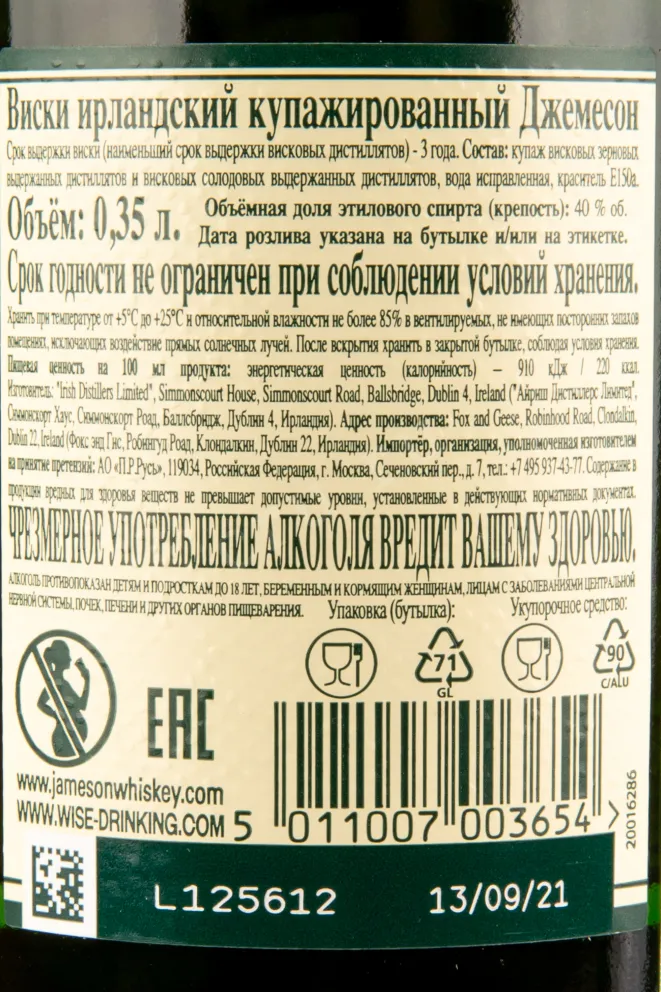 Виски ирландский купажированный Джемесон
Срок выдержки виски (наименьший срок выдержки висковых дистиллятов) - 3 года. Состав: купаж висковых зерновых
выдержанных дистиллятов и висковых солодовых выдержанных дистиллятов, вода исправленная, краситель Е150а.
Объём: 0,35 л. Объёмная доля этилового спирта (крепость): 40 % об.
Дата розлива указана на бутылке и/или на этикетке.
Срок годности не ограничен при соблюдении условий хранения.
Хранить при температуре от +5°С до +25°С и относительной влажности не более 85% в вентилируемых, не имеющих посторонних запахов
помещениях, исключающих воздействие прямых солнечных лучей. После вскрытия хранить в закрытой бутылке, соблюдая условия хранения.
Пищевая ценность на 100 мл продукта: энергетическая ценность (калорийность) – 910 кДж / 220 ккал.
Изготовитель: "Irish Distillers Limited", Simmonscourt House, Simmonscourt Road, Ballsbridge, Dublin 4, Ireland ("Айриш Дистиллерс Лимитед",
Симмонскорт Хаус, Симмонскорт Роад, Баллсбридж, Дублин 4, Ирландия). Адрес производства: Fox and Geese, Robinhood Road, Clondalkin,
Dublin 22, Ireland (Фокс энд Гис, Робингуд Роад, Клондалкин, Дублин 22, Ирландия). Импортёр, организация, уполномоченная изготовителем
на принятие претензий: АО «П.Р.Русь», 119034, Российская Федерация, г. Москва, Сеченовский пер., д. 7, тел.: +7 495 937-43-77. Содержание в
продукции вредных для здоровья веществ не превышает допустимые уровни, установленные в действующих нормативных документах.
ЧРЕЗМЕРНОЕ УПОТРЕБЛЕНИЕ АЛКОГОЛЯ ВРЕДИТ ВАШЕМУ ЗДОРОВЬЮ.
АЛКОГОЛЬ ПРОТИВОПОКАЗАН ДЕТЯМ И ПОДРОСТКАМ ДО 18 ЛЕТ, БЕРЕМЕННЫМ И КОРМЯЩИМ ЖЕНЩИНАМ, ЛИЦАМ С ЗАБОЛЕВАНИЯМИ ЦЕНТРАЛЬНОЙ
НЕРВНОЙ СИСТЕМЫ, ПОЧЕК, ПЕЧЕНИ И ДРУГИХ ОРГАНОВ ПИЩЕВАРЕНИЯ.
Упаковка (бутылка): Укупорочное средство:
71
GL
90
C/ALU
EAC
www.jamesonwhiskey.com
WWW.WISE-DRINKING.COM
5 011007 003654 >
20016286
L125612 13/09/21